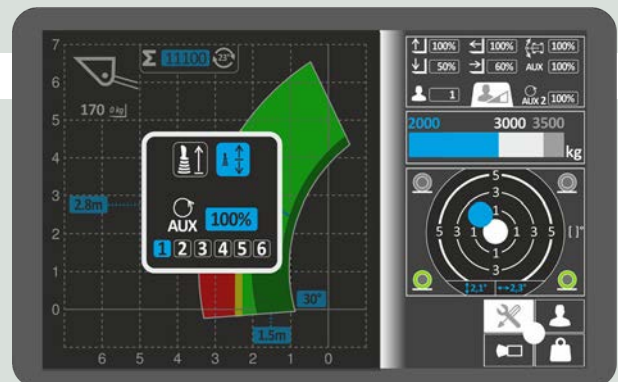 7
Σ 11100 23°
6
170 0 kg
5
4
3
2.8m
2
1
0
30°
1.5m
6 5 4 3 2 1 0
AUX 100%
1 2 3 4 5 6
100% 100% 100%
50% 60% AUX 100%
1 AUX 2 100%
2000 3000 3500
kg
5
3
1
5 3 1 1 3 5 [ ]°
1
3
2,1° 2,3°